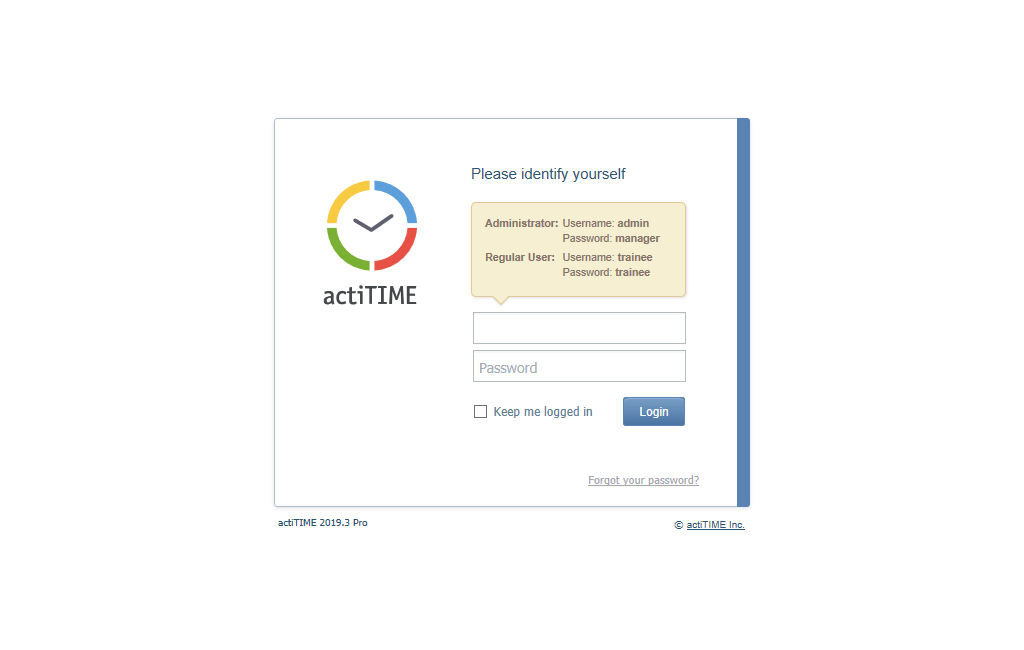 Please identify yourself
Administrator: Username: admin
Password: manager
Regular User: Username: trainee
Password: trainee
actiTIME
Password
Keep me logged in Login
Forgot your password?
actiTIME 2019.3 Pro © actiTIME Inc.